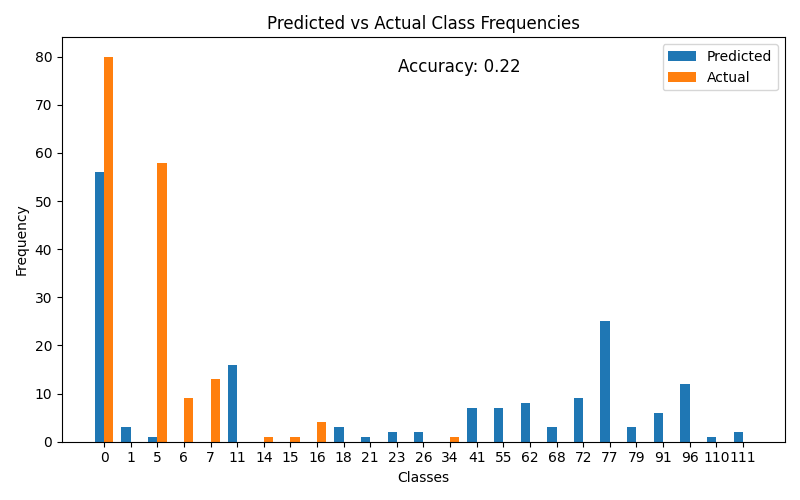 Predicted vs Actual Class Frequencies
Accuracy: 0.22
Predicted
Actual
Frequency
80
70
60
50
40
30
20
10
0
0 1 5 6 7 11 14 15 16 18 21 23 26 34 41 55 62 68 72 77 79 91 96 110 111
Classes